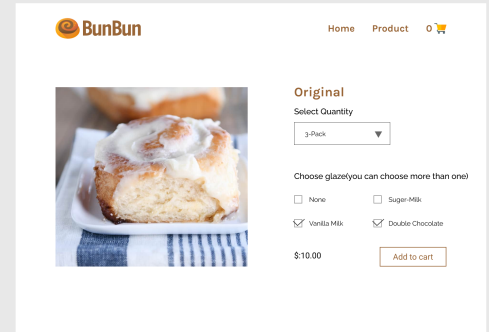 BunBun
Home Product 0
Original
Select Quantity
3-Pack
Choose glaze(you can choose more than one)
None Suger-Milk
Vanilla Milk Double Chocolate
$:10.00 Add to cart